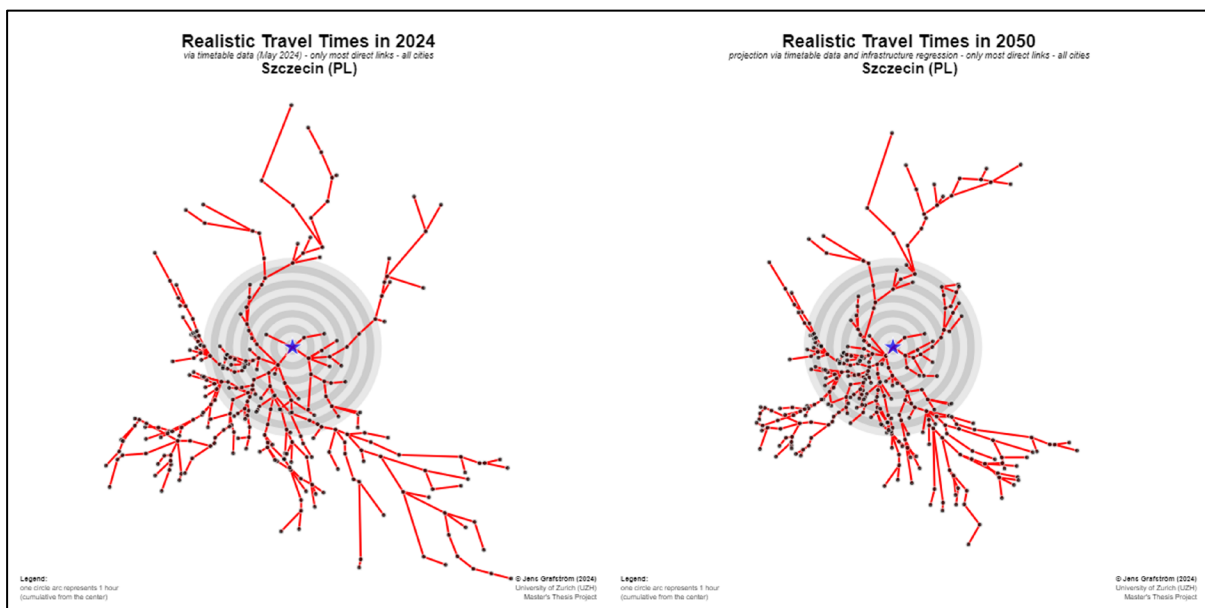 Realistic Travel Times in 2024
via timetable data (May 2024) - only most direct links - all cities
Szczecin (PL)
Legend:
one circle arc represents 1 hour
(cumulative from the center)
© Jens Grafström (2024)
University of Zurich (UZH)
Master's Thesis Project
Realistic Travel Times in 2050
projection via timetable data and infrastructure regression - only most direct links - all cities
Szczecin (PL)
Legend:
one circle arc represents 1 hour
(cumulative from the center)
© Jens Grafström (2024)
University of Zurich (UZH)
Master's Thesis Project